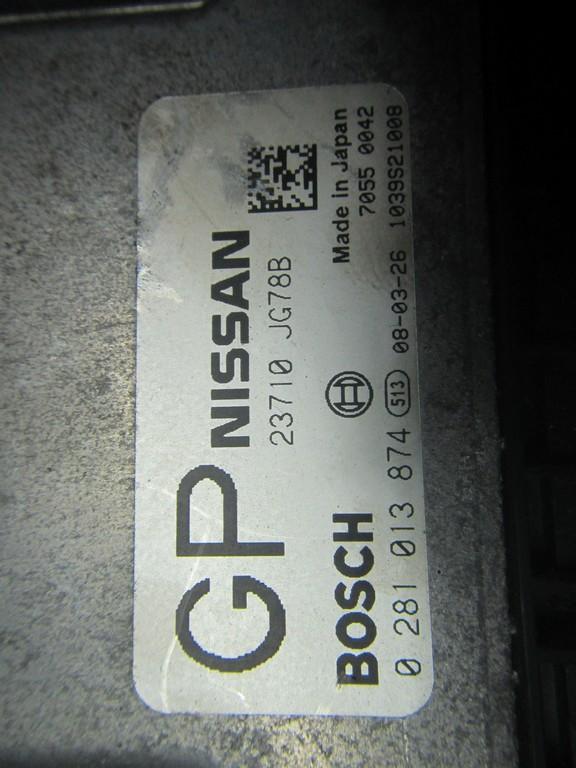 GP NISSAN
23710 JG78B
BOSCH
Made in Japan
7055 0042
0 281 013 874 513 08-03-26 1039S21008